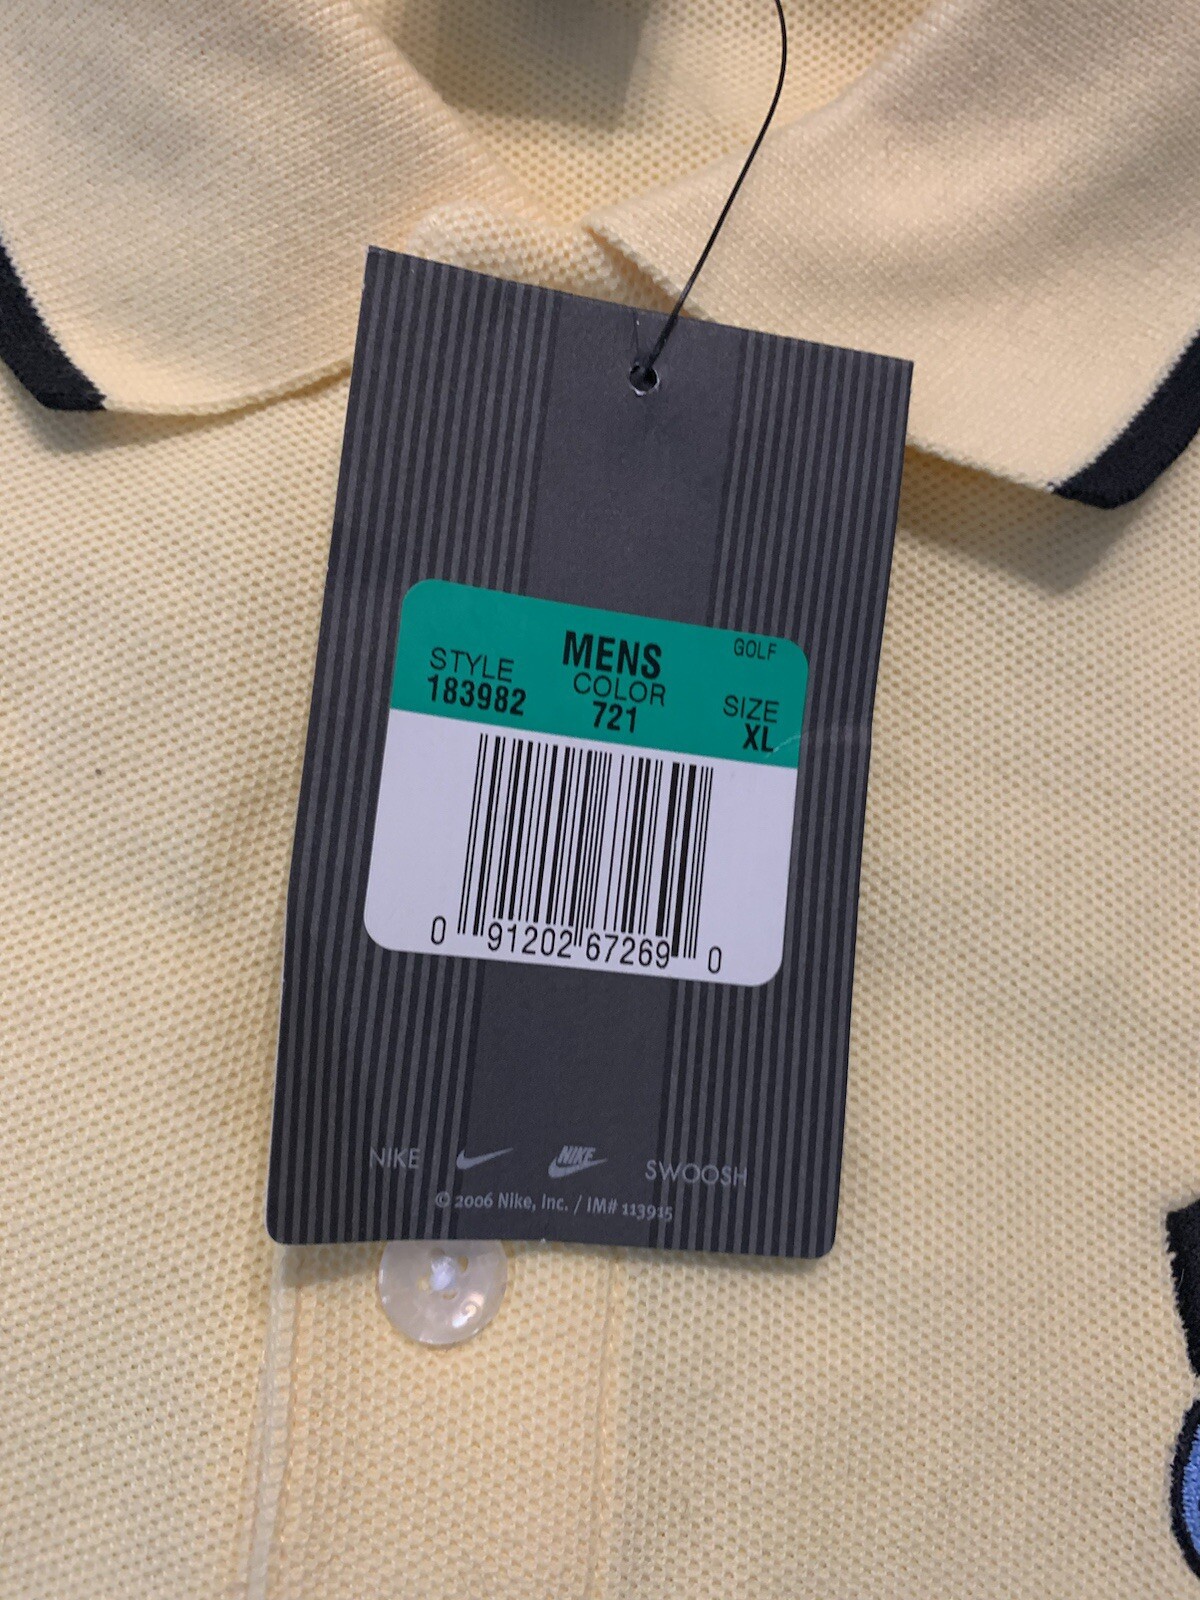 MENS
GOLF
STYLE COLOR SIZE
183982 721 XL
0 91202 67269 0
NIKE NIKE SWOOSH
© 2006 Nike, Inc. / IM# 113915